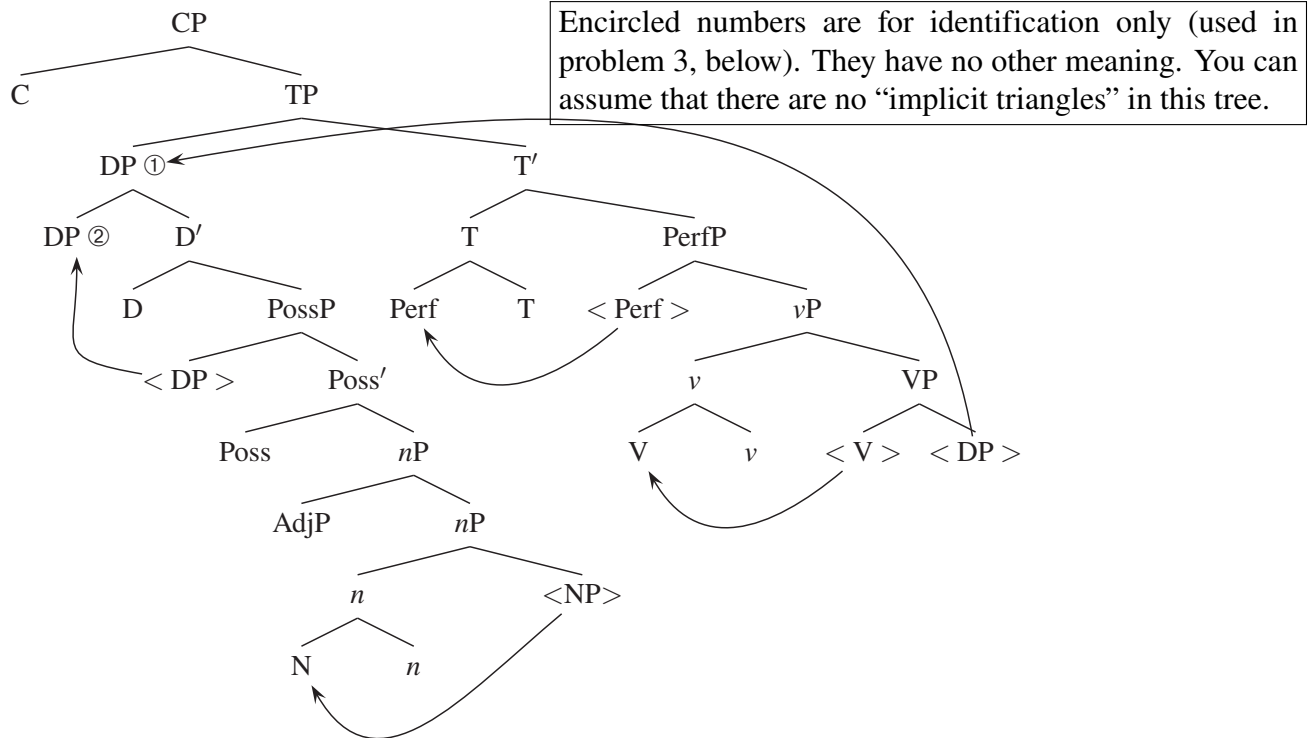 CP
Encircled numbers are for identification only (used in
problem 3, below). They have no other meaning. You can
assume that there are no “implicit triangles” in this tree.
C TP
DP ① T′
DP ② D′ T PerfP
D PossP Perf T < Perf > vP
< DP > Poss′ v VP
Poss nP V v < V > < DP >
AdjP nP
n <NP>
N n